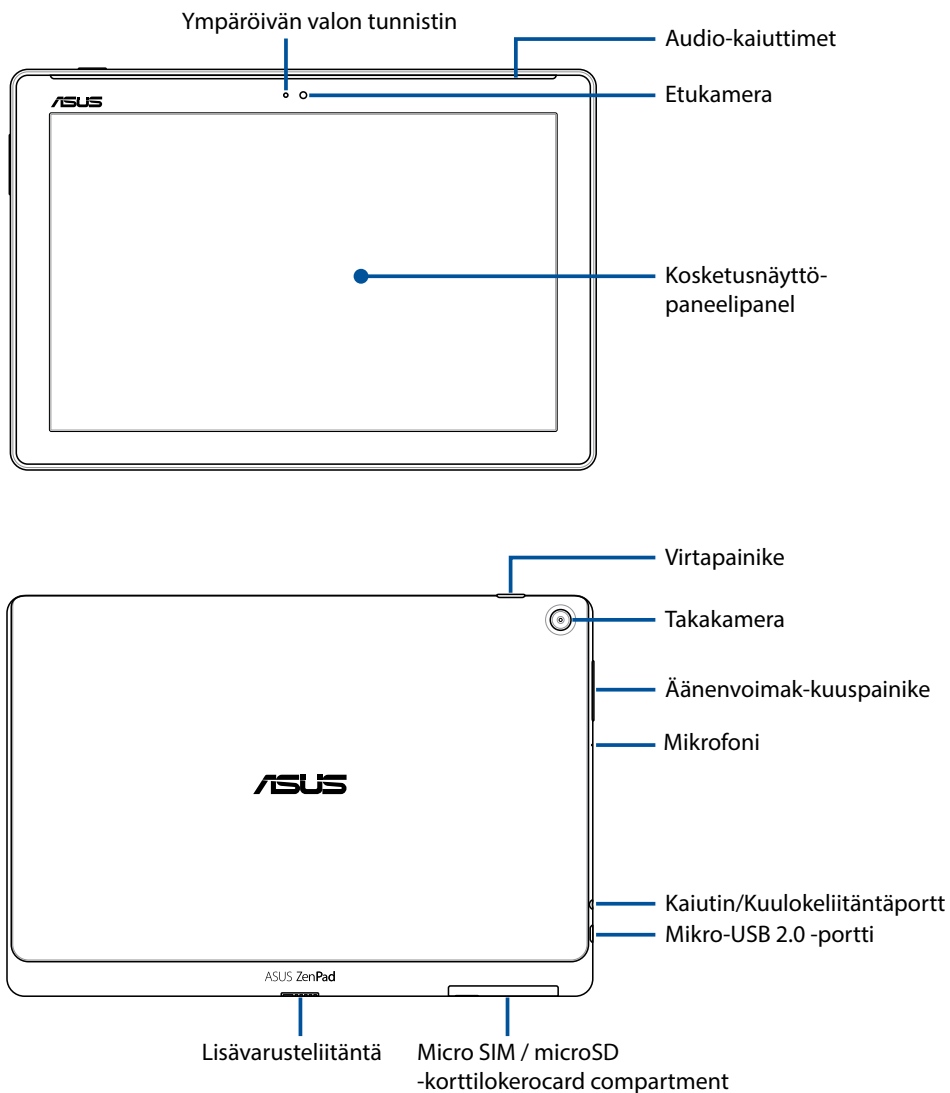 Ympäröivän valon tunnistin
Audio-kaiuttimet
Etukamera
ASUS
Kosketusnäyttö-
paneelipanel
Virtapainike
Takakamera
Äänenvoimak-kuuspainike
Mikrofoni
ASUS
Kaiutin/Kuulokeliitäntäportt
Mikro-USB 2.0 -portti
ASUS ZenPad
Lisävarusteliitäntä
Micro SIM / microSD
-korttilokerocard compartment